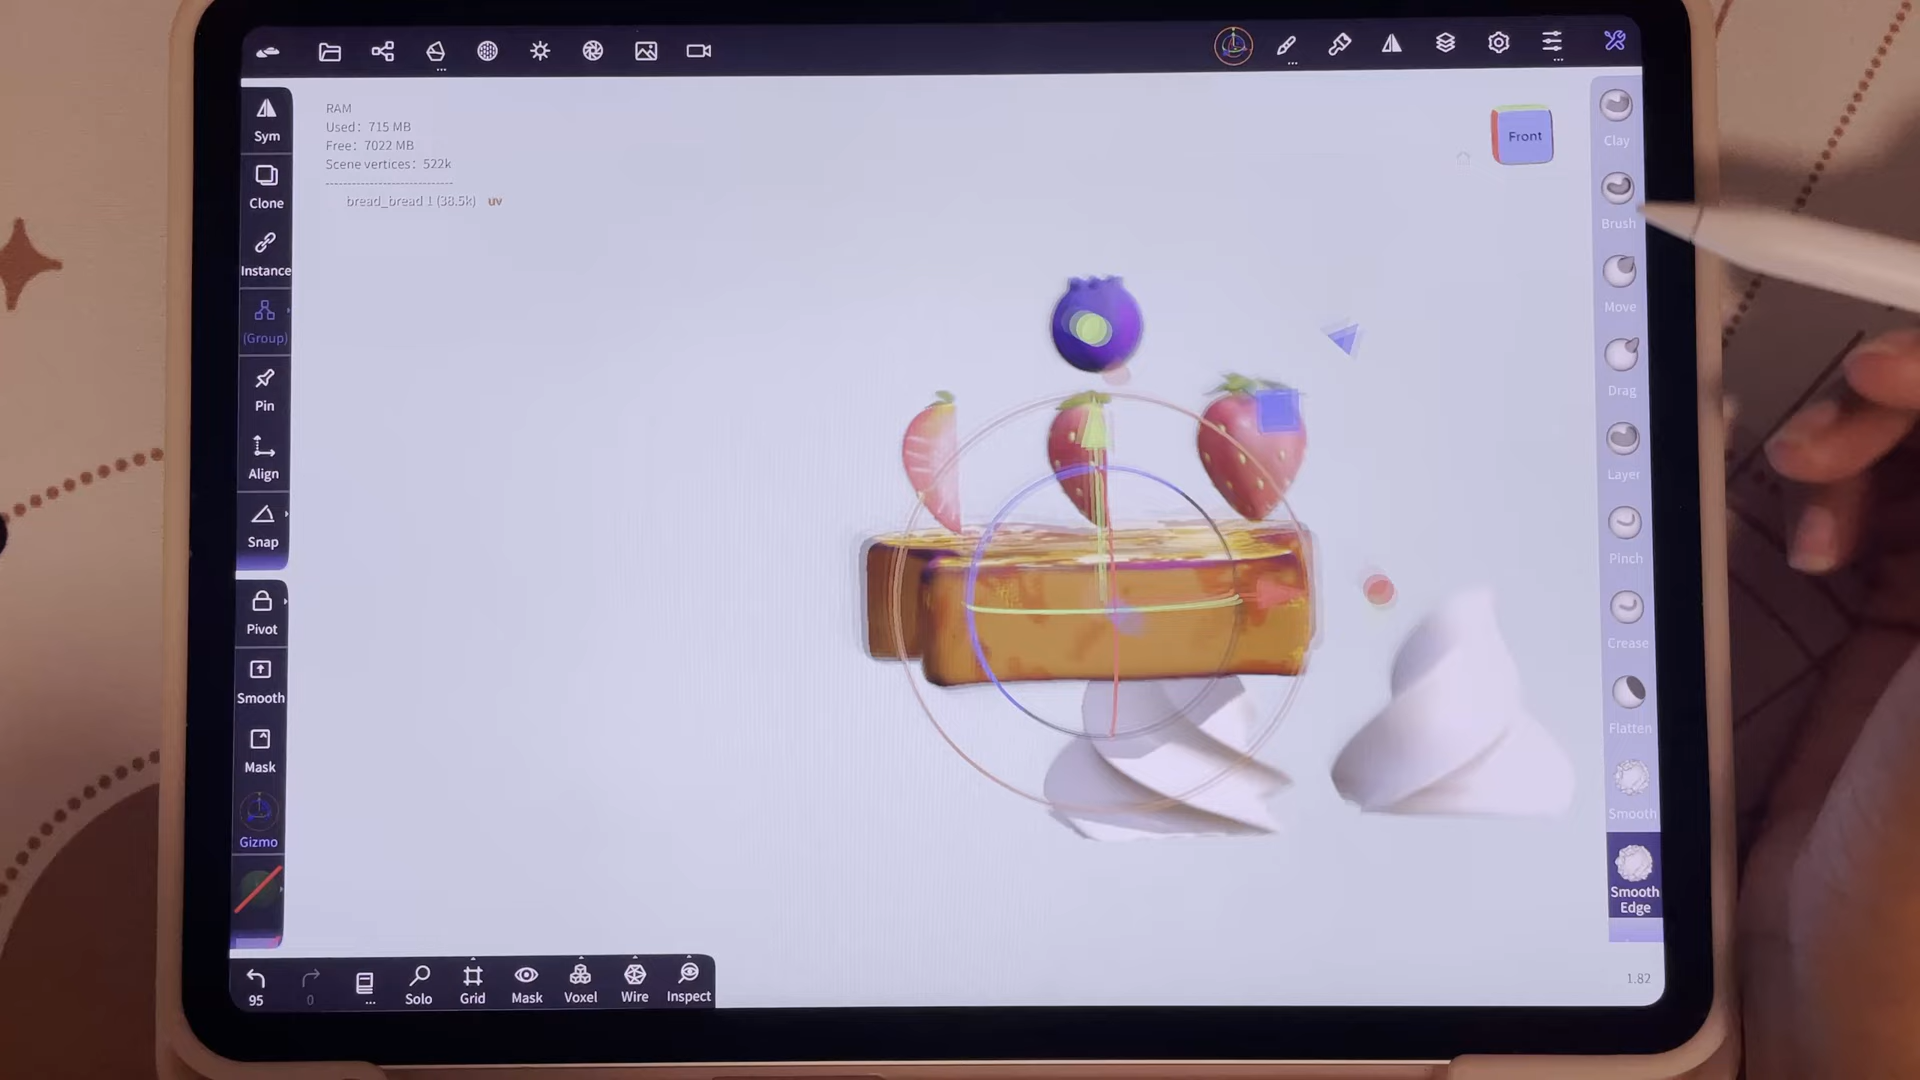 RAM
Used: 715 MB
Free: 7022 MB
Scene vertices: 522k
bread_bread 1 (38.5k) uv
Front
Sym
Clone
Instance
(Group)
Pin
Align
Snap
Pivot
Smooth
Mask
Gizmo
Clay
Brush
Move
Drag
Layer
Pinch
Crease
Flatten
Smooth
Smooth
Edge
1.82
95
0
Solo
Grid
Mask
Voxel
Wire
Inspect